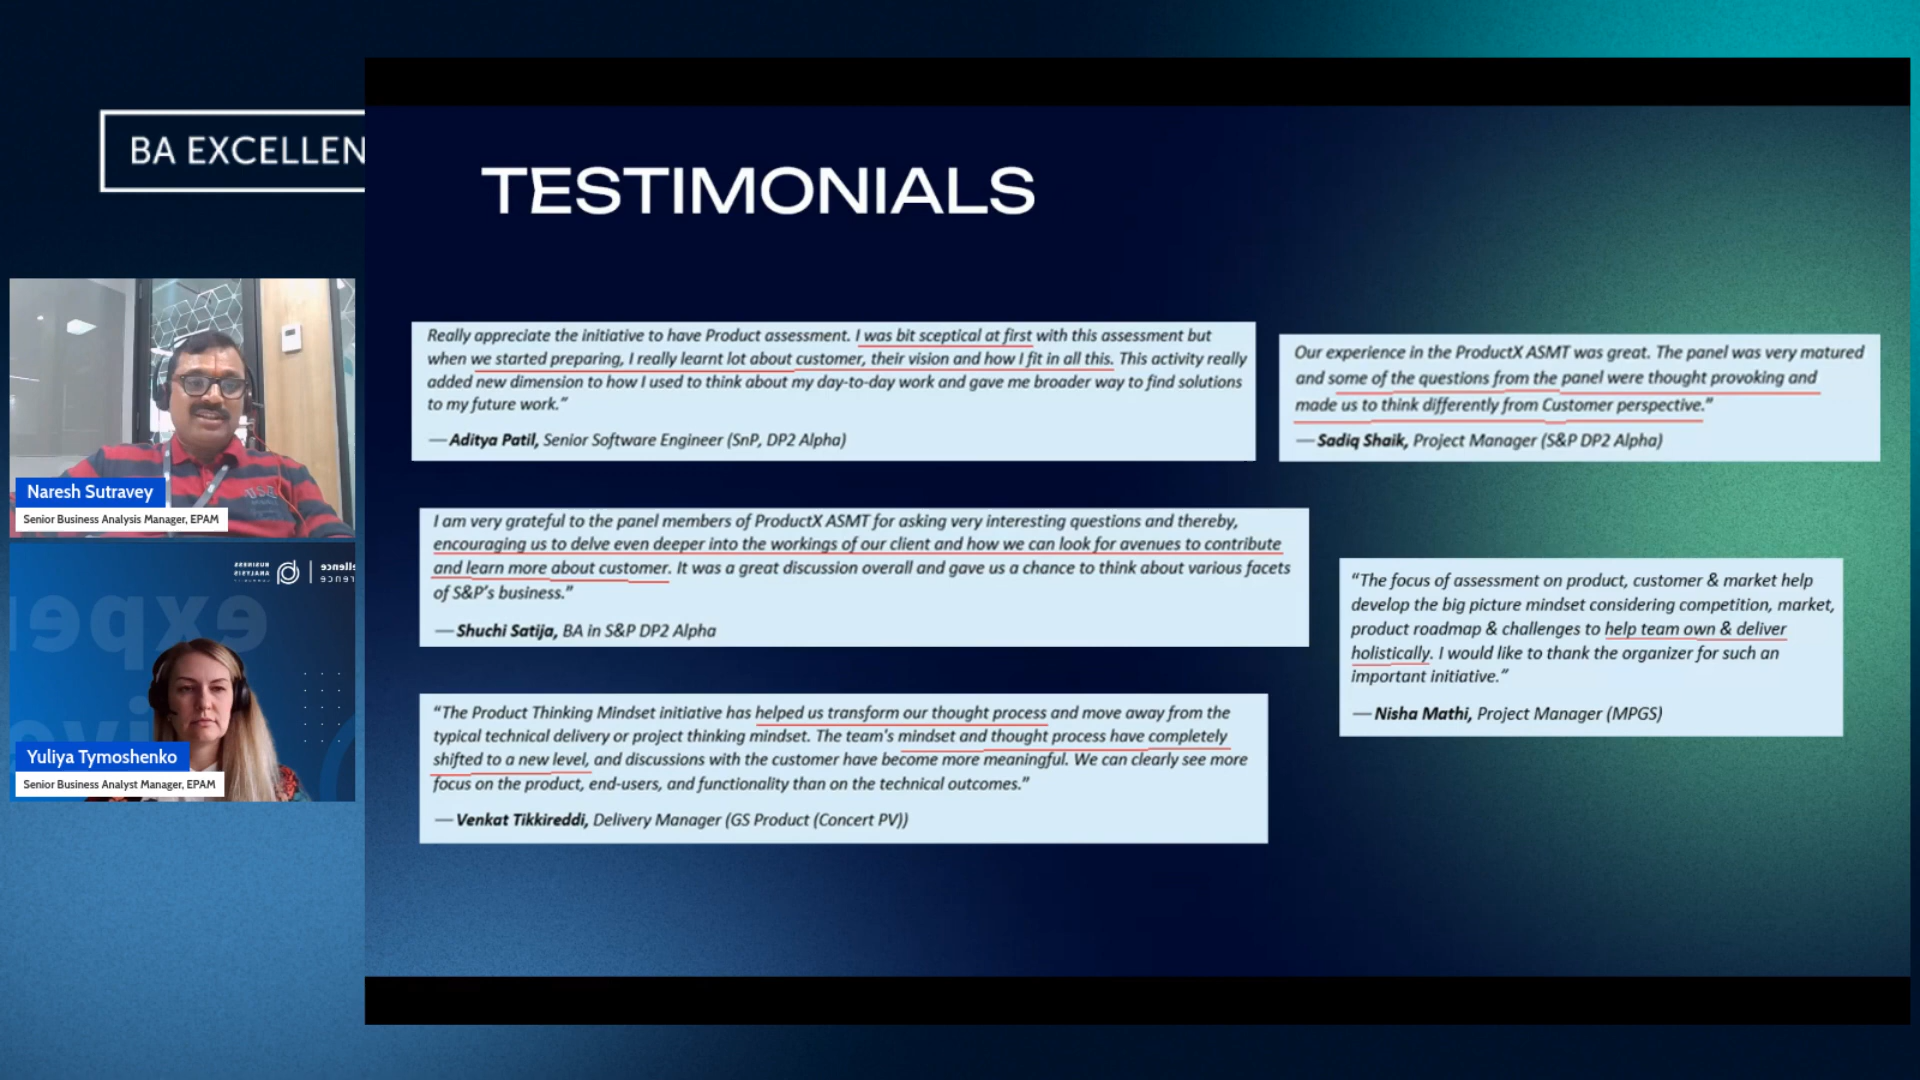 BA EXCELLEN
TESTIMONIALS
Really appreciate the initiative to have Product assessment. I was bit sceptical at first with this assessment but
when we started preparing, I really learnt lot about customer, their vision and how I fit in all this. This activity really
added new dimension to how I used to think about my day-to-day work and gave me broader way to find solutions
to my future work.”
— Aditya Patil, Senior Software Engineer (SnP, DP2 Alpha)
Our experience in the ProductX ASMT was great. The panel was very matured
and some of the questions from the panel were thought provoking and
made us to think differently from Customer perspective.”
— Sadiq Shaik, Project Manager (S&P DP2 Alpha)
I am very grateful to the panel members of ProductX ASMT for asking very interesting questions and thereby,
encouraging us to delve even deeper into the workings of our client and how we can look for avenues to contribute
and learn more about customer. It was a great discussion overall and gave us a chance to think about various facets
of S&P’s business.”
— Shuchi Satija, BA in S&P DP2 Alpha
“The focus of assessment on product, customer & market help
develop the big picture mindset considering competition, market,
product roadmap & challenges to help team own & deliver
holistically. I would like to thank the organizer for such an
important initiative.”
— Nisha Mathi, Project Manager (MPGS)
“The Product Thinking Mindset initiative has helped us transform our thought process and move away from the
typical technical delivery or project thinking mindset. The team's mindset and thought process have completely
shifted to a new level, and discussions with the customer have become more meaningful. We can clearly see more
focus on the product, end-users, and functionality than on the technical outcomes.”
— Venkat Tikkireddi, Delivery Manager (GS Product (Concert PV))
Naresh Sutravey
Senior Business Analysis Manager, EPAM
BUSINESS
ANALYSIS
ellence
erence
expe
Yuliya Tymoshenko
Senior Business Analyst Manager, EPAM